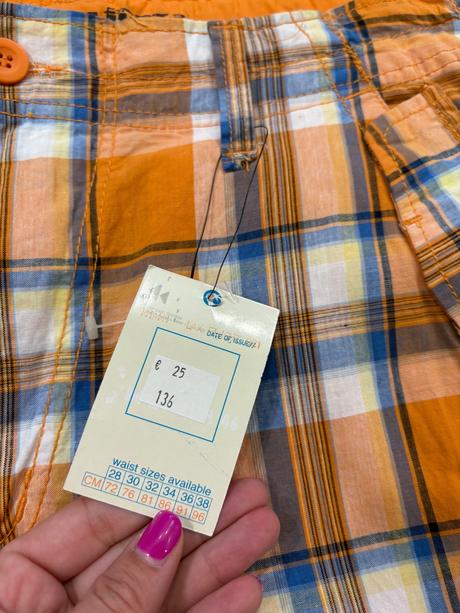 DATE OF ISSUE
€ 25
136
waist sizes available
28 30 32 34 36 38
CM 72 76 81 86 91 96